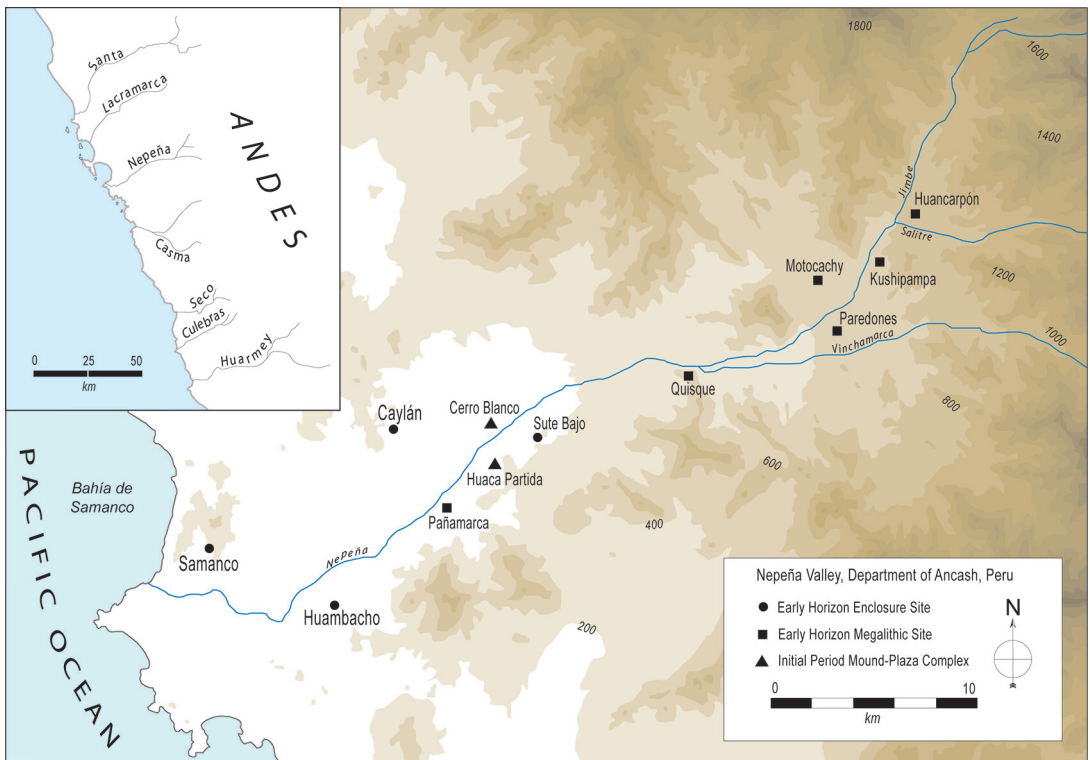 Santa
Lacramarca
Nepeña
Casma
Seco
Culebras
Huarmey
ANDES
0 25 50
km
1800
1600
1400
Jimbe
Huancarpón
Salitre
Motocachy
Kushipampa
1200
Paredones
Vinchamarca
1000
Quisque
800
Caylán
Cerro Blanco
Sute Bajo
Huaca Partida
600
Pañamarca
400
PACIFIC OCEAN
Bahía de
Samanco
Samanco
Nepeña
Huambacho
200
Nepeña Valley, Department of Ancash, Peru
Early Horizon Enclosure Site
Early Horizon Megalithic Site
Initial Period Mound-Plaza Complex
N
0 10
km